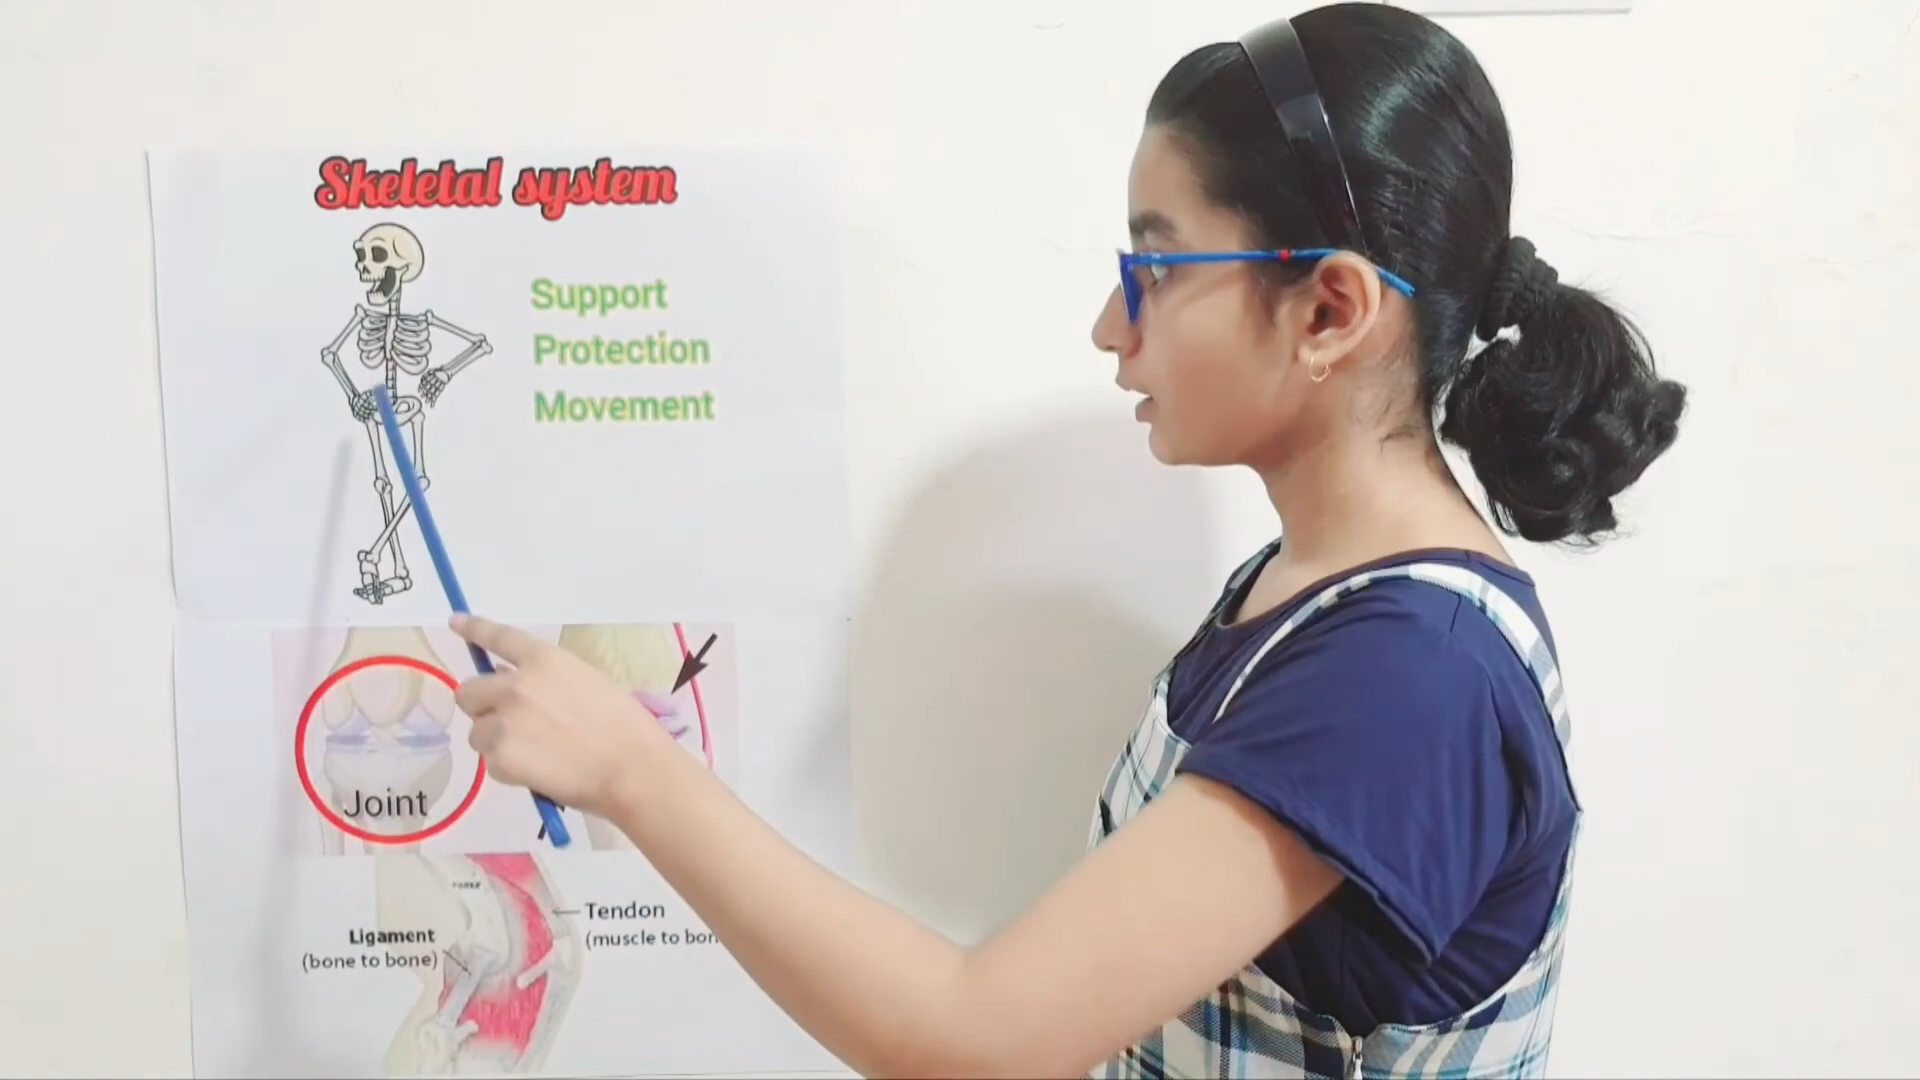 Skeletal system
Support
Protection
Movement
Joint
Tendon
(muscle to bon
Ligament
(bone to bone)